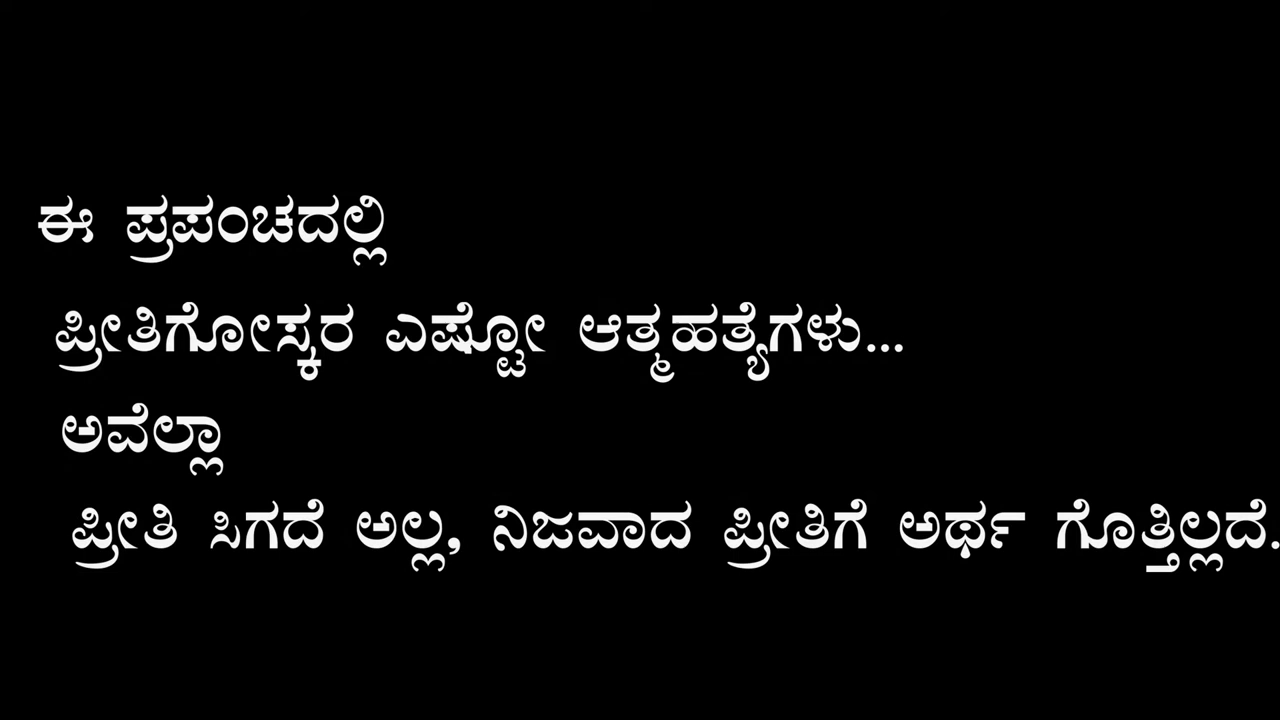 ಈ ಪ್ರಪಂಚದಲ್ಲಿ
ಪ್ರೀತಿಗೋಸ್ಕರ ಎಷ್ಟೋ ಆತ್ಮಹತ್ಯೆಗಳು...
ಅವೆಲ್ಲಾ
ಪ್ರೀತಿ ಸಿಗದೆ ಅಲ್ಲ, ನಿಜವಾದ ಪ್ರೀತಿಗೆ ಅರ್ಥ ಗೊತ್ತಿಲ್ಲದೆ.